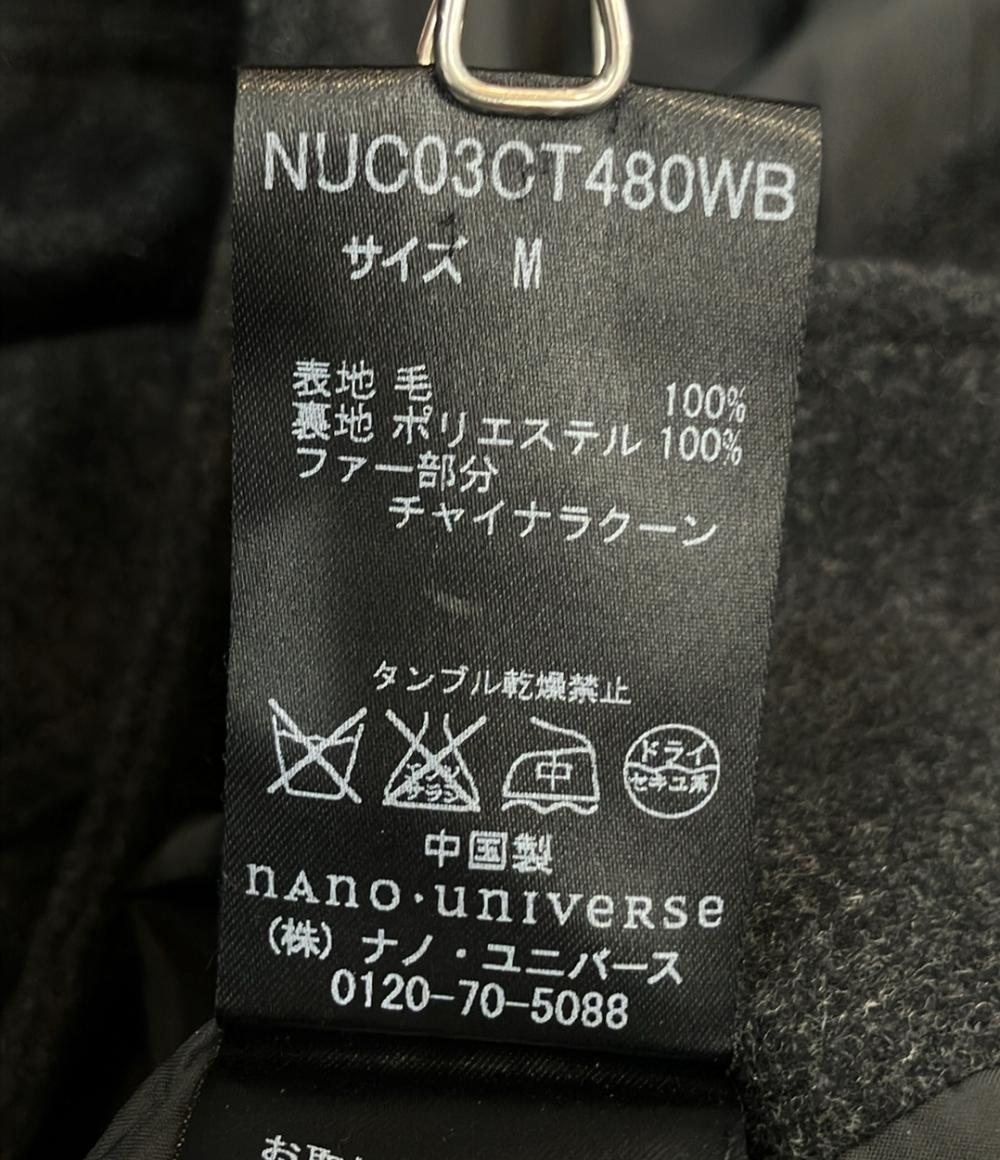 NUC03CT480WB
サイズ M
表地 毛 100%
裏地 ポリエステル 100%
ファー部分
チャイナラクーン
タンブル乾燥禁止
中
ドライ
セキユ系
中国製
nano・universe
(株) ナノ・ユニバース
0120-70-5088